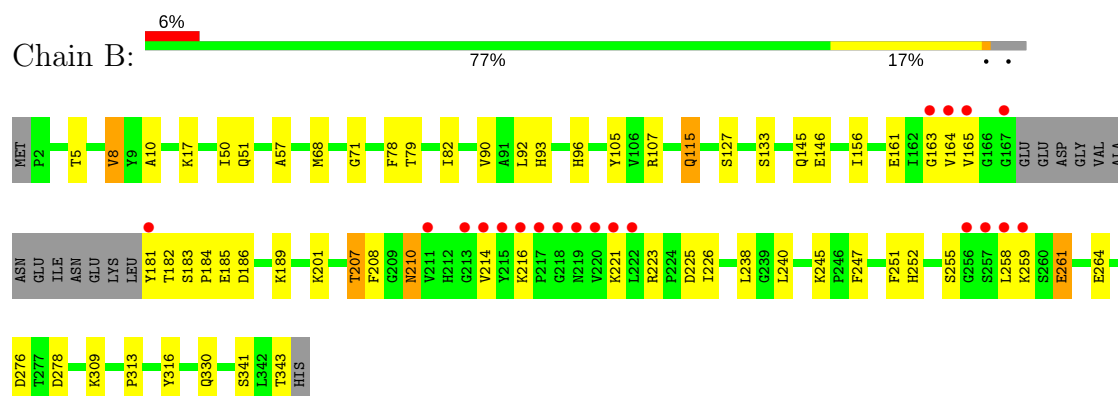 6%
Chain B:
77% 17% • •
MET P2 T5 V8 Y9 A10 K17 I50 Q51 A57 M68 G71 F78 T79 I82 V90 A91 L92 H93 H96 Y105 V106 R107 Q115 S127 S133 Q145 E146 I156 E161 I162 G163 V164 V165 G166 G167 GLU GLU ASP GLY VAL ALA
ASN GLU ILE ASN GLU LYS LEU Y181 T182 S183 P184 E185 D186 K189 K201 T207 F208 G209 N210 V211 H212 G213 V214 Y215 K216 P217 G218 N219 V220 K221 L222 R223 P224 D225 I226 L238 G239 L240 K245 P246 F247 F251 H252 S255 G256 S257 L258 K259 S260 E261 E264
D276 T277 D278 K309 P313 Y316 Q330 S341 L342 T343 HIS